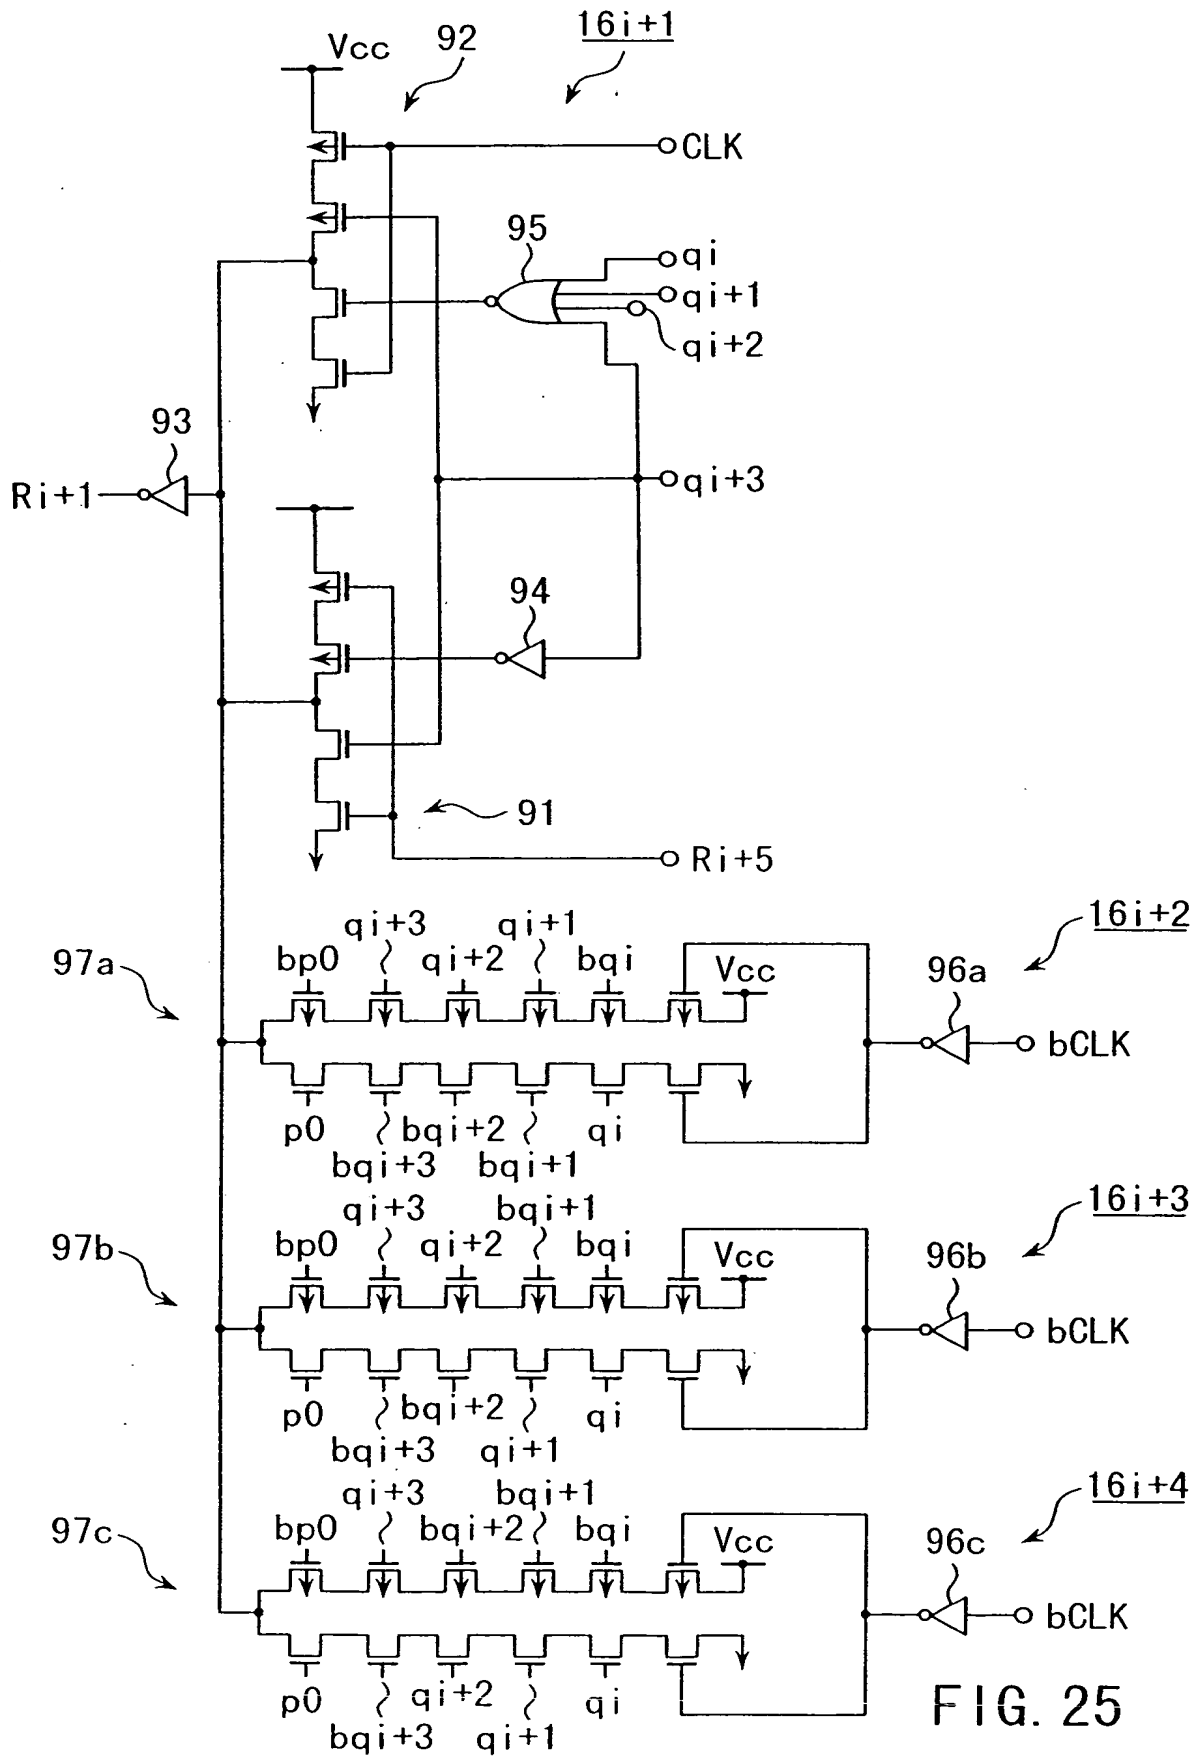 16i+1
92
Vcc
CLK
95
qi
qi+1
qi+2
93
Ri+1
qi+3
94
91
Ri+5
16i+2
qi+3 qi+1
97a bp0 qi+2 bqi Vcc 96a
bCLK
p0 bqi+2 qi
bqi+3 bqi+1
16i+3
qi+3 bqi+1
97b bp0 qi+2 bqi Vcc 96b
bCLK
p0 bqi+2 qi
bqi+3 qi+1
16i+4
qi+3 bqi+1
97c bp0 bqi+2 bqi Vcc 96c
bCLK
p0 qi+2 qi
bqi+3 qi+1
FIG. 25